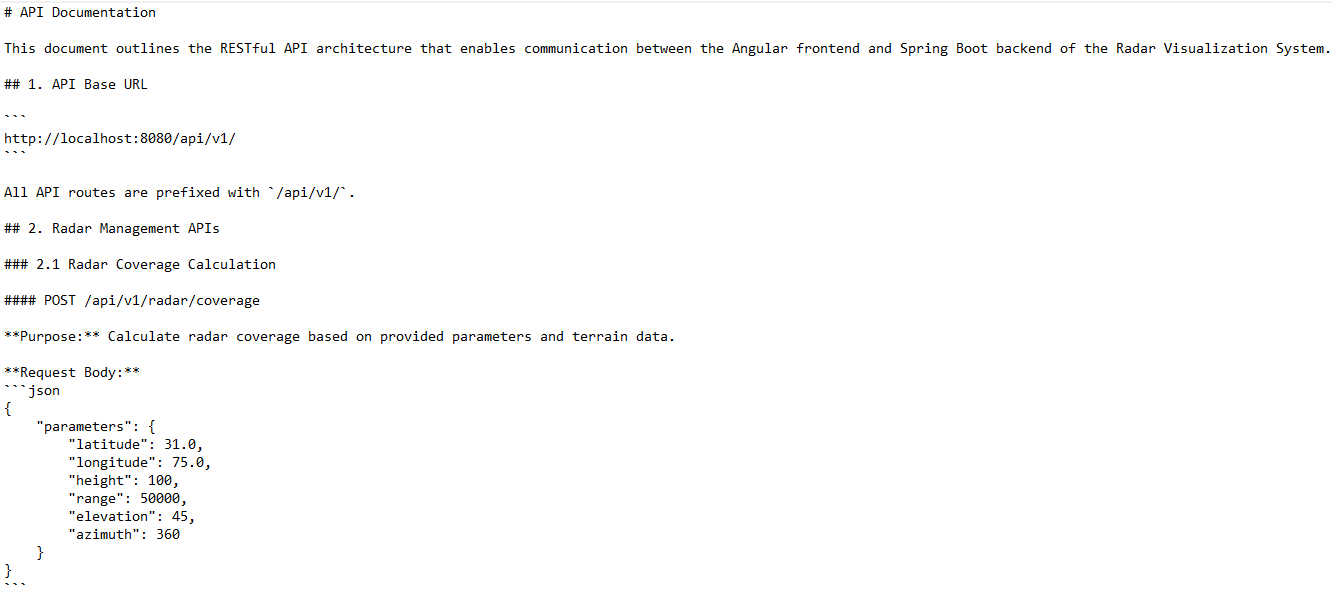 # API Documentation
This document outlines the RESTful API architecture that enables communication between the Angular frontend and Spring Boot backend of the Radar Visualization System.
## 1. API Base URL
```
http://localhost:8080/api/v1/
```
All API routes are prefixed with `/api/v1/`.
## 2. Radar Management APIs
### 2.1 Radar Coverage Calculation
#### POST /api/v1/radar/coverage
**Purpose:** Calculate radar coverage based on provided parameters and terrain data.
**Request Body:**
```json
{
    "parameters": {
        "latitude": 31.0,
        "longitude": 75.0,
        "height": 100,
        "range": 50000,
        "elevation": 45,
        "azimuth": 360
    }
}
```